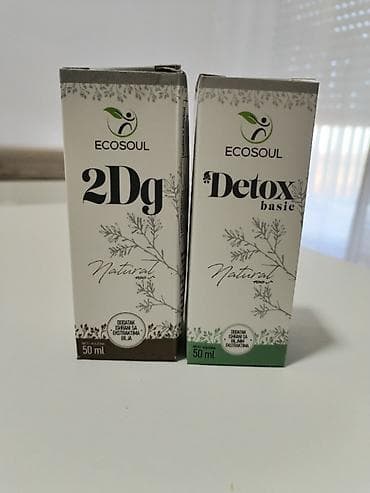 ECOSOUL
2Dg
Natural
DODATAK
ISHRANI SA
EKSTRAKTIMA
BILJA
50 ml
ECOSOUL
Detox
basic
Natural
DODATAK
ISHRANI SA
BILJNIM
EKSTRAKTIMA
50 ml